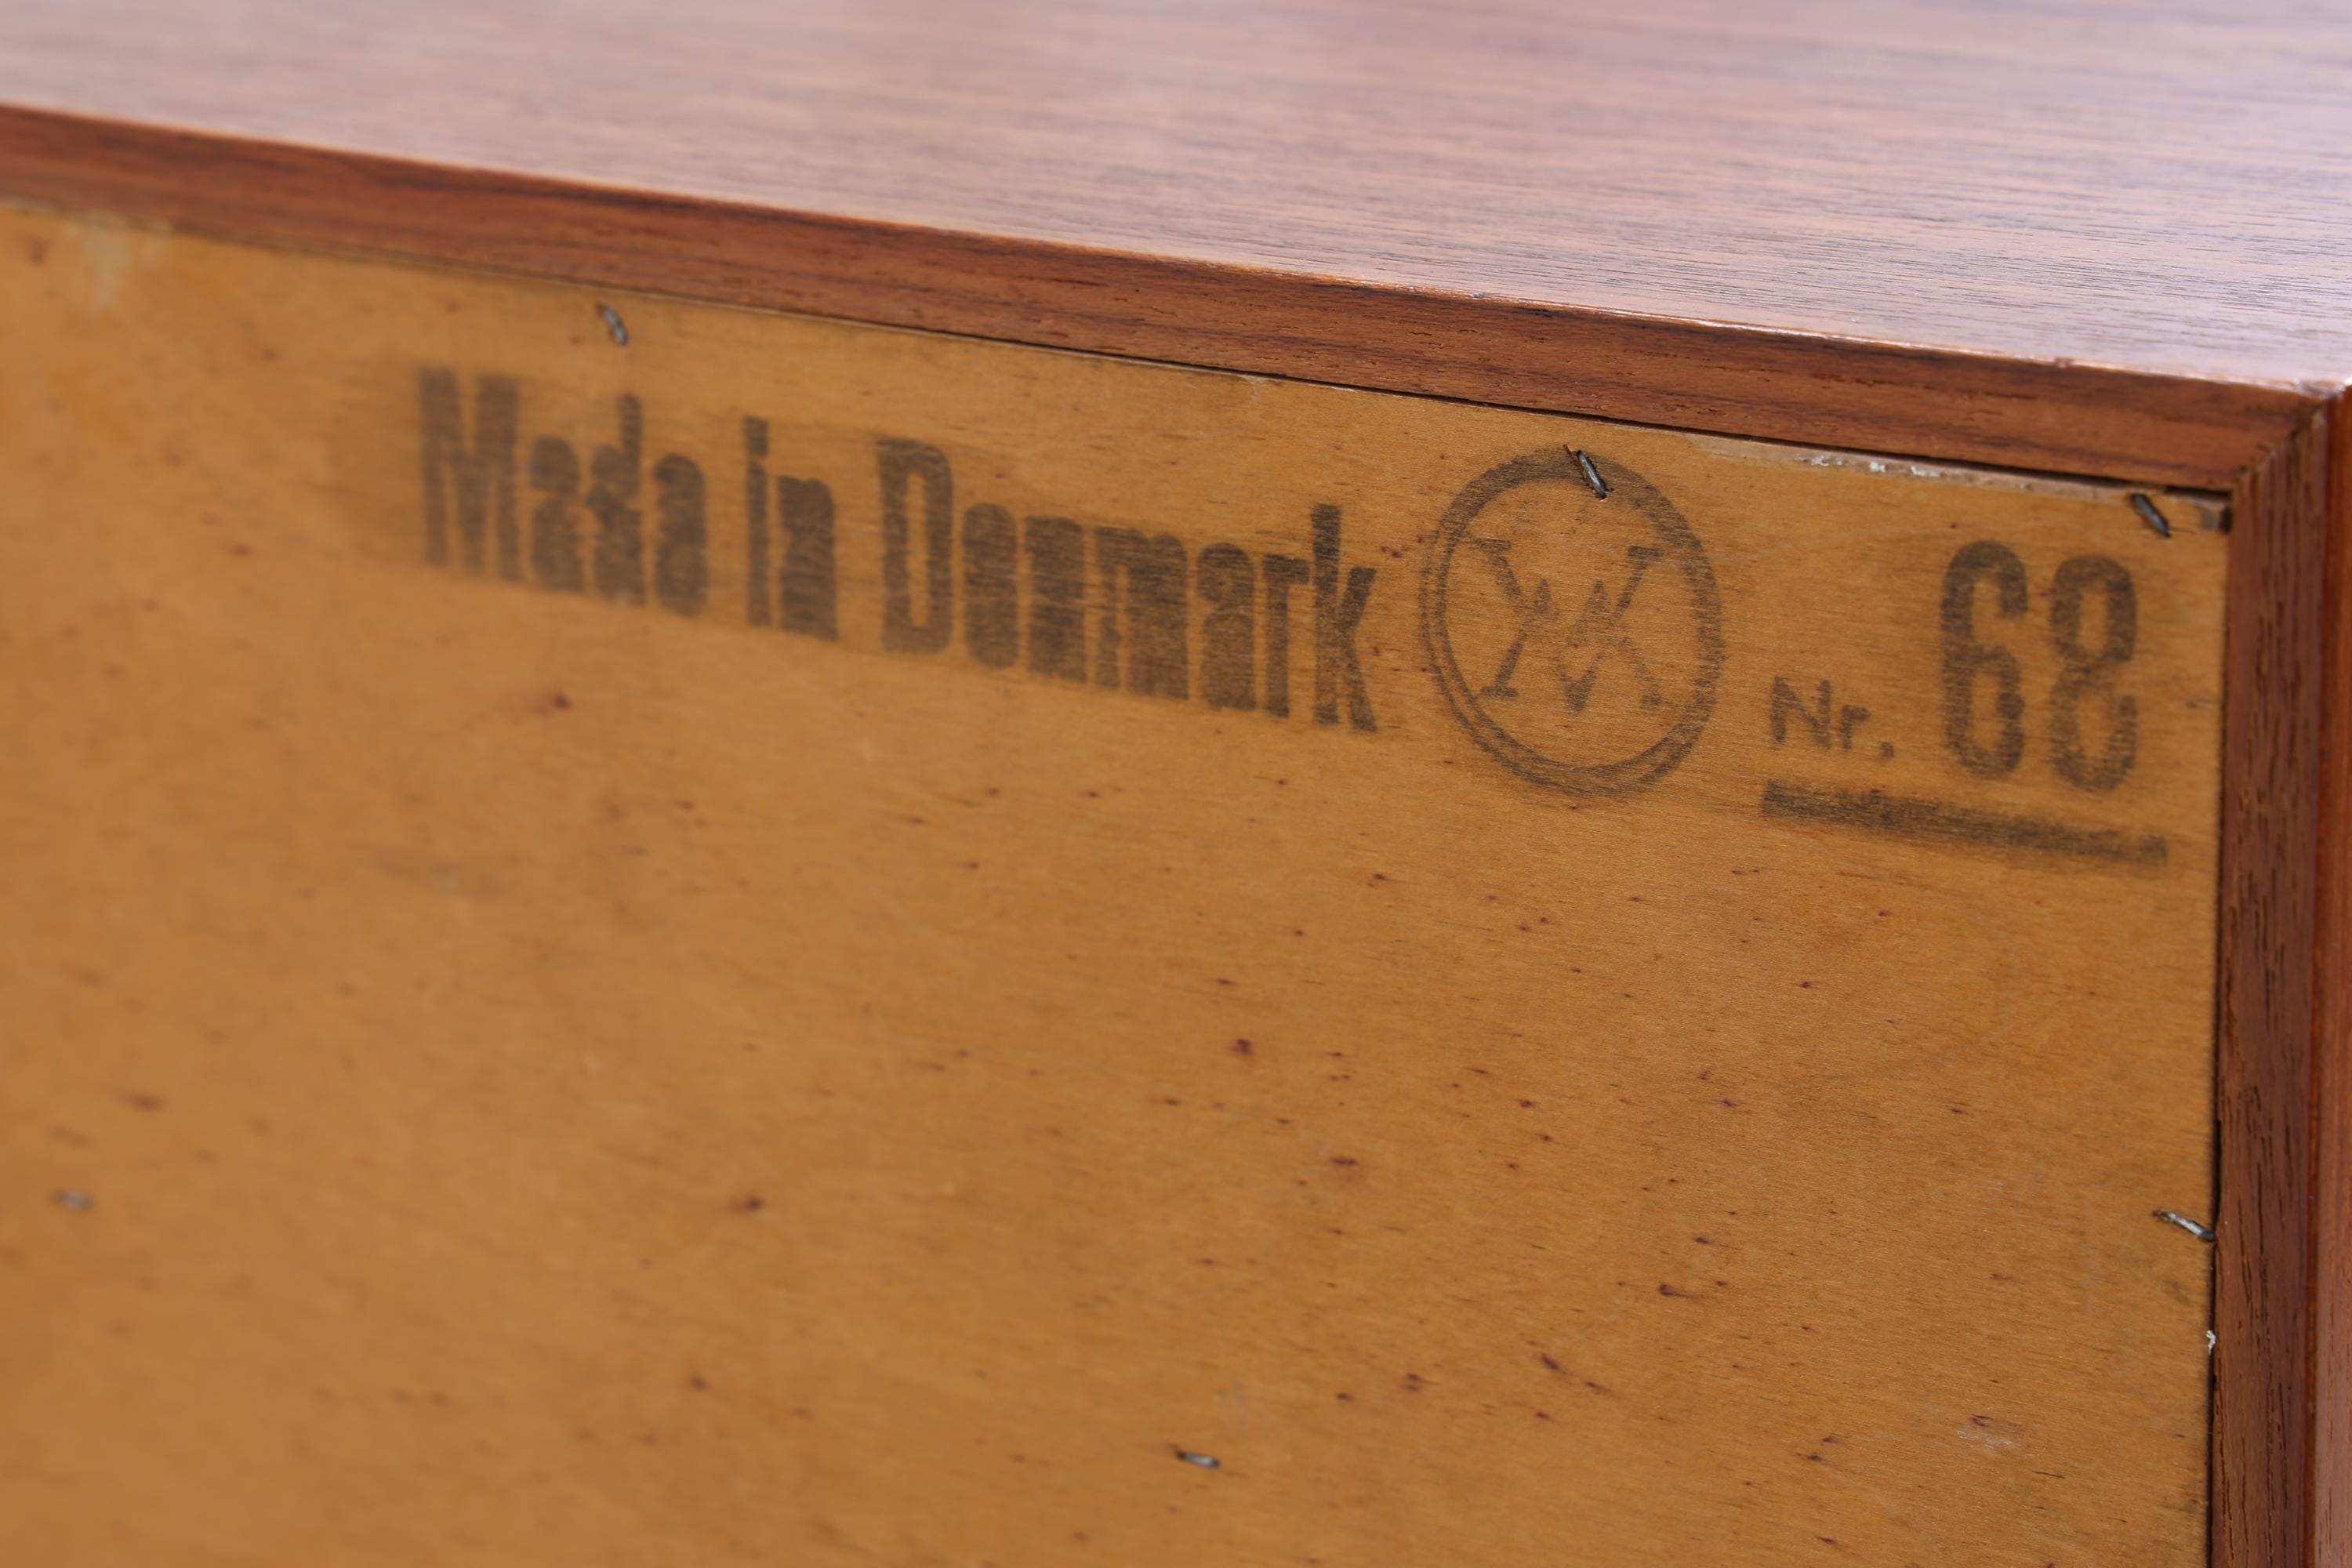 Made in Denmark Nr. 68